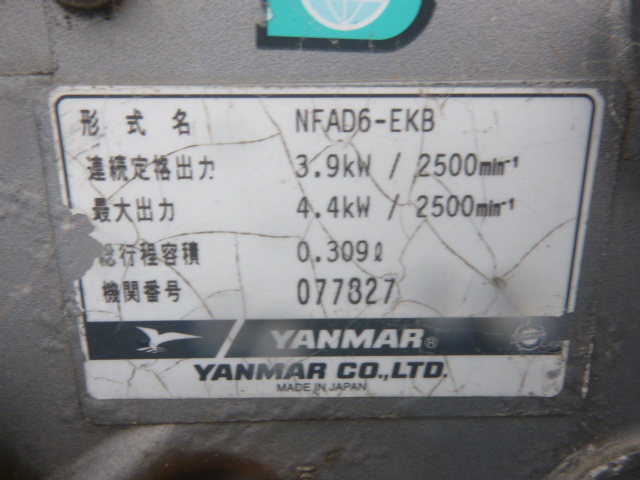 形式名 NFAD6-EKB
連続定格出力 3.9kW / 2500min⁻¹
最大出力 4.4kW / 2500min⁻¹
総行程容積 0.309ℓ
機関番号 077827
YANMAR®
YANMAR CO.,LTD.
MADE IN JAPAN